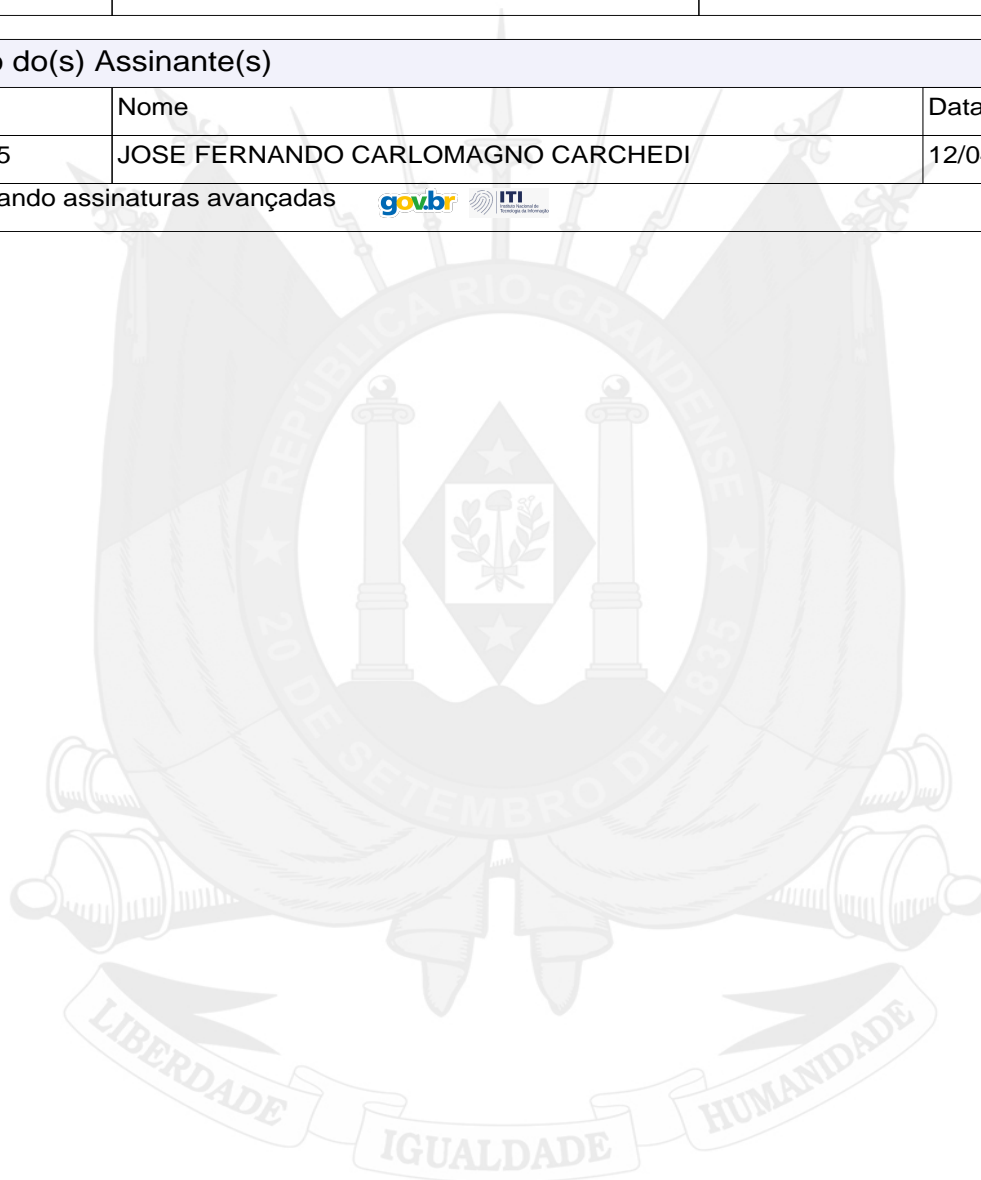 o do(s) Assinante(s)
Nome Data
5 JOSE FERNANDO CARLOMAGNO CARCHEDI 12/0
ando assinaturas avançadas gov.br ITI
REPÚBLICA RIO-GRANDENSE
20 DE SETEMBRO DE 1835
LIBERDADE IGUALDADE HUMANIDADE